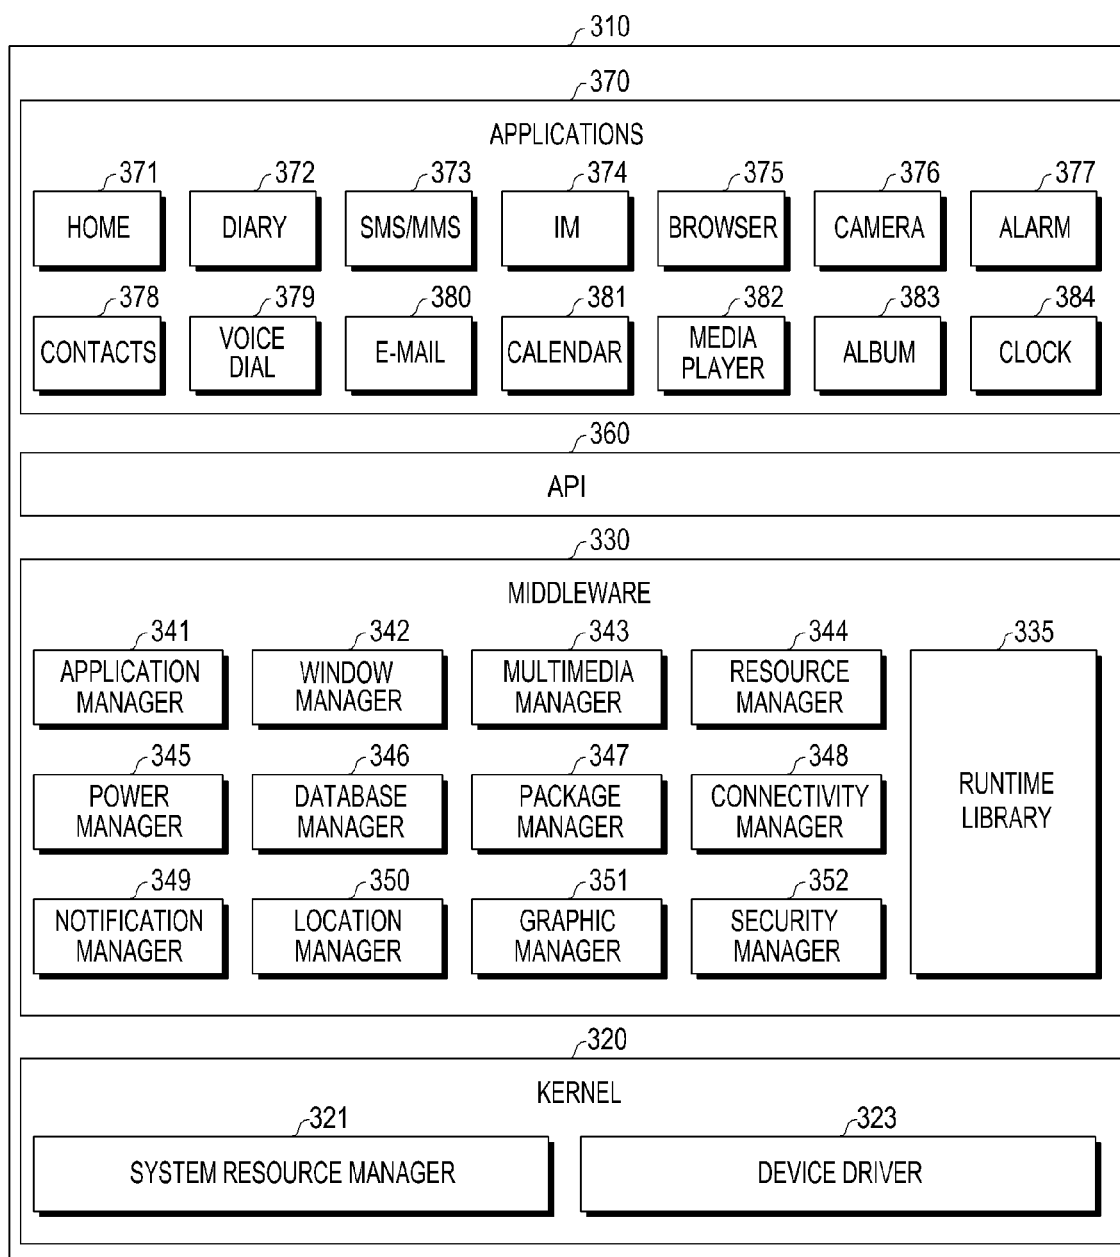 310
370
APPLICATIONS
371 372 373 374 375 376 377
HOME DIARY SMS/MMS IM BROWSER CAMERA ALARM
378 379 380 381 382 383 384
CONTACTS VOICE DIAL E-MAIL CALENDAR MEDIA PLAYER ALBUM CLOCK
360
API
330
MIDDLEWARE
341 342 343 344 335
APPLICATION MANAGER WINDOW MANAGER MULTIMEDIA MANAGER RESOURCE MANAGER
345 346 347 348
POWER MANAGER DATABASE MANAGER PACKAGE MANAGER CONNECTIVITY MANAGER RUNTIME LIBRARY
349 350 351 352
NOTIFICATION MANAGER LOCATION MANAGER GRAPHIC MANAGER SECURITY MANAGER
320
KERNEL
321 323
SYSTEM RESOURCE MANAGER DEVICE DRIVER